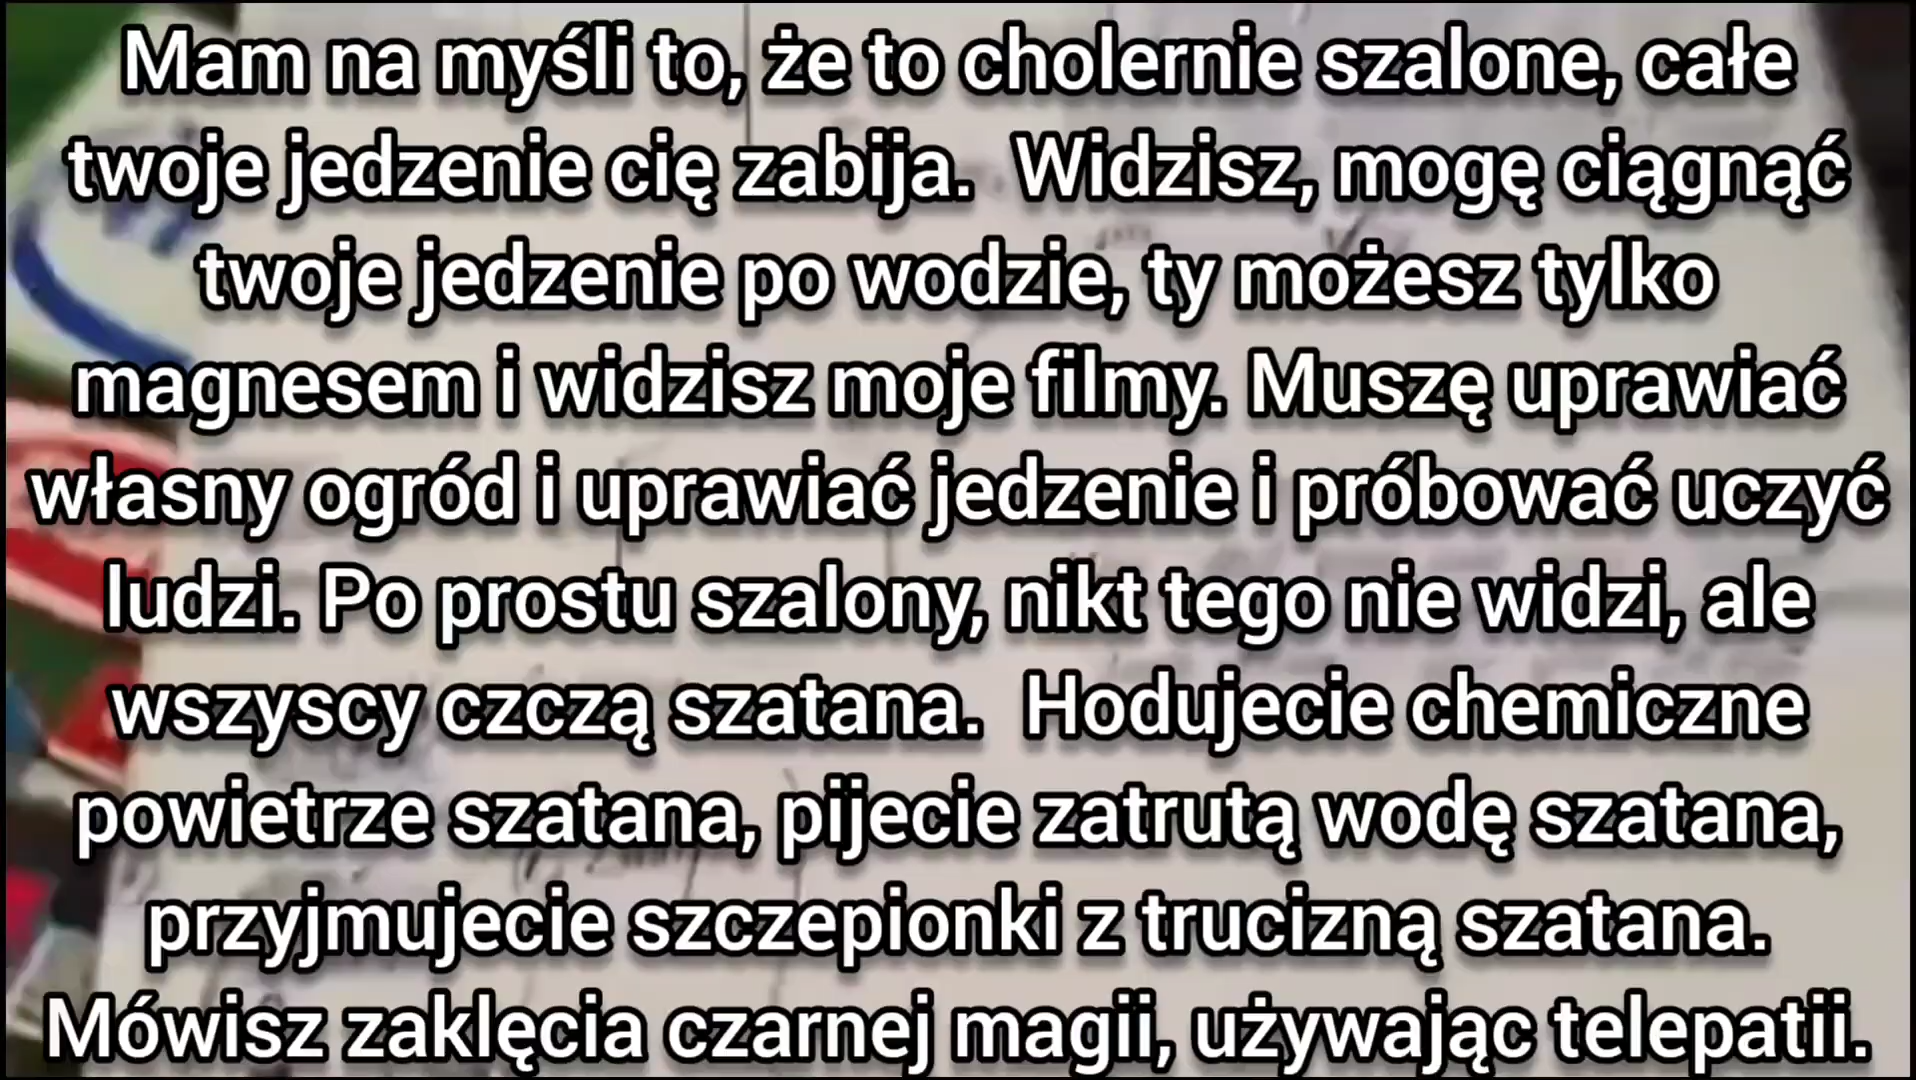 Mam na myśli to, że to cholernie szalone, całe
twoje jedzenie cię zabija. Widzisz, mogę ciągnąć
twoje jedzenie po wodzie, ty możesz tylko
magnesem i widzisz moje filmy. Muszę uprawiać
własny ogród i uprawiać jedzenie i próbować uczyć
ludzi. Po prostu szalony, nikt tego nie widzi, ale
wszyscy czczą szatana. Hodujecie chemiczne
powietrze szatana, pijecie zatrutą wodę szatana,
przyjmujecie szczepionki z trucizną szatana.
Mówisz zaklęcia czarnej magii, używając telepatii.